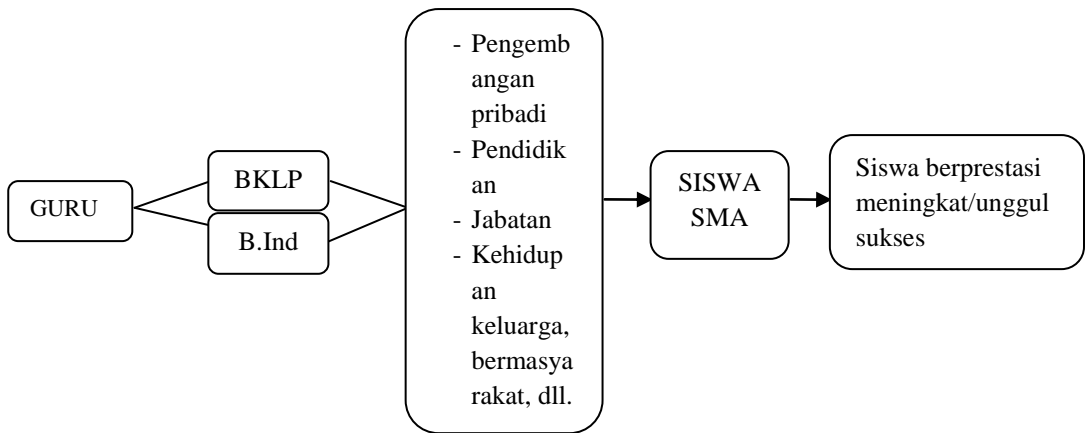 GURU
BKLP
B.Ind
- Pengemb
angan
pribadi
- Pendidik
an
- Jabatan
- Kehidup
an
keluarga,
bermasya
rakat, dll.
SISWA
SMA
Siswa berprestasi
meningkat/unggul
sukses